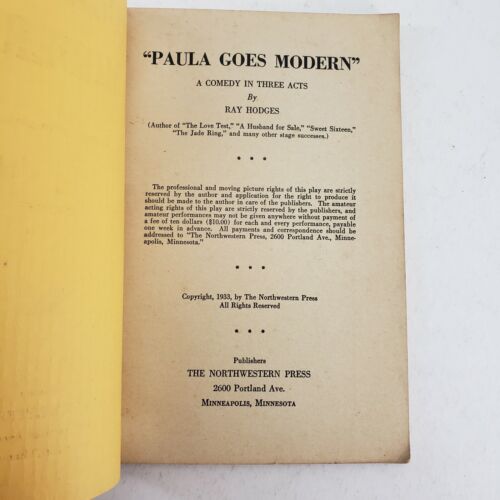 "PAULA GOES MODERN"
A COMEDY IN THREE ACTS
By
RAY HODGES
(Author of "The Love Test," "A Husband for Sale," "Sweet Sixteen,"
"The Jade Ring," and many other stage successes.)
* * *
The professional and moving picture rights of this play are strictly
reserved by the author and application for the right to produce it
should be made to the author in care of the publishers. The amateur
acting rights of this play are strictly reserved by the publishers, and
amateur performances may not be given anywhere without payment of
a fee of ten dollars ($10.00) for each and every performance, payable
one week in advance. All payments and correspondence should be
addressed to "The Northwestern Press, 2600 Portland Ave., Minne-
apolis, Minnesota."
* * *
Copyright, 1933, by The Northwestern Press
All Rights Reserved
* * *
Publishers
THE NORTHWESTERN PRESS
2600 Portland Ave.
MINNEAPOLIS, MINNESOTA